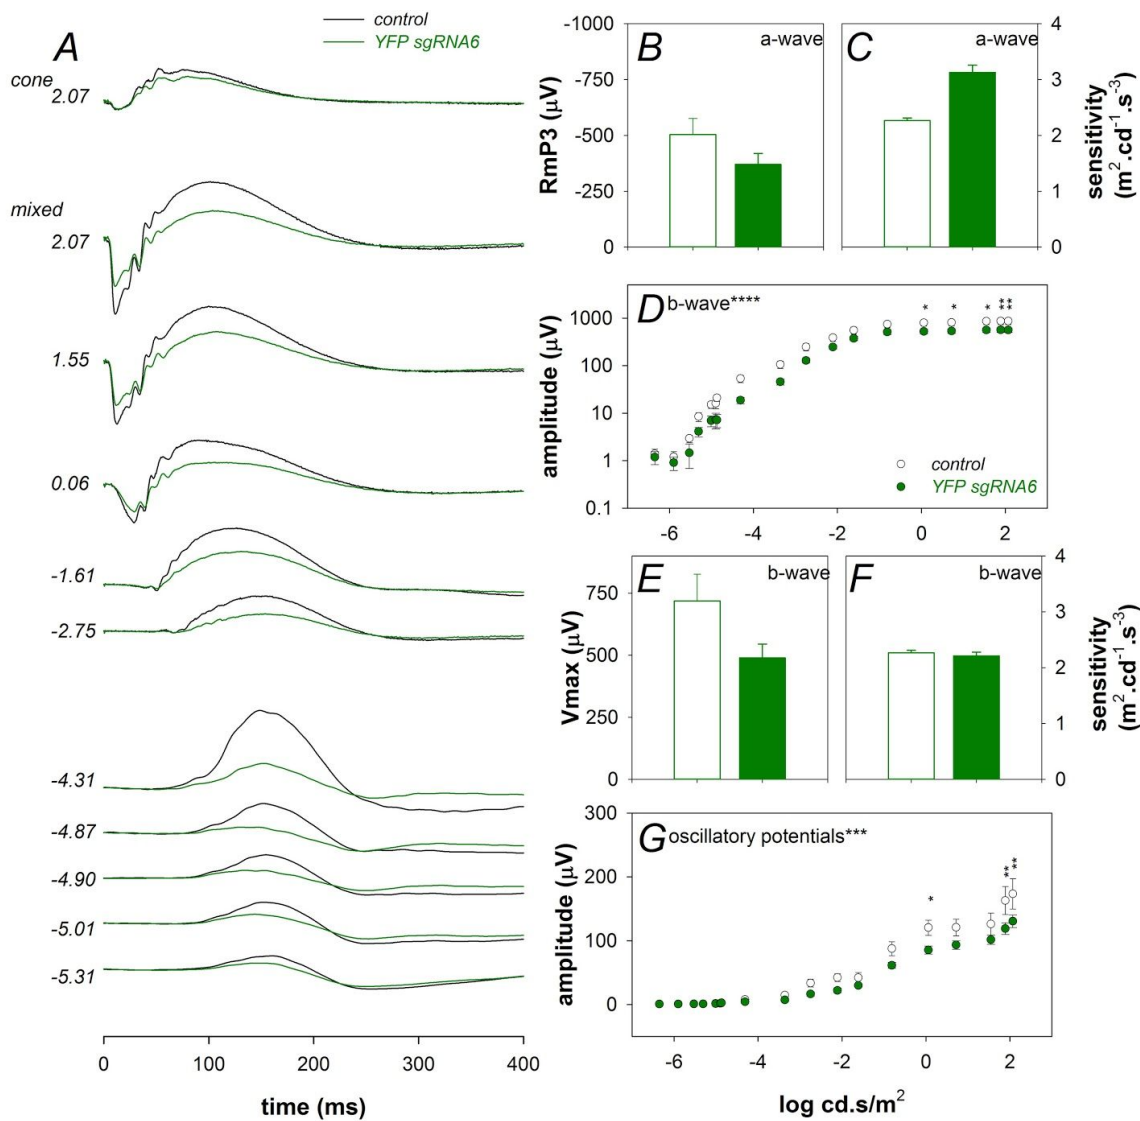 A
control
YFP sgRNA6
cone
2.07
mixed
2.07
1.55
0.06
-1.61
-2.75
-4.31
-4.87
-4.90
-5.01
-5.31
0 100 200 300 400
time (ms)
B a-wave
RmP3 (µV)
-1000
-750
-500
-250
0
C a-wave
4
3
2
1
0
sensitivity
(m².cd⁻¹.s⁻³)
D b-wave****
* * * ** **
amplitude (µV)
1000
100
10
1
0.1
control
YFP sgRNA6
-6 -4 -2 0 2
E b-wave
Vmax (µV)
750
500
250
0
F b-wave
4
3
2
1
0
sensitivity
(m².cd⁻¹.s⁻³)
G oscillatory potentials***
* ** **
amplitude (µV)
300
200
100
0
-6 -4 -2 0 2
log cd.s/m²